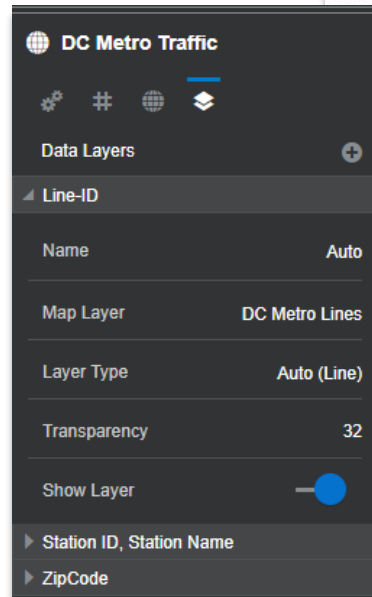 DC Metro Traffic
Data Layers
Line-ID
Name Auto
Map Layer DC Metro Lines
Layer Type Auto (Line)
Transparency 32
Show Layer
Station ID, Station Name
ZipCode